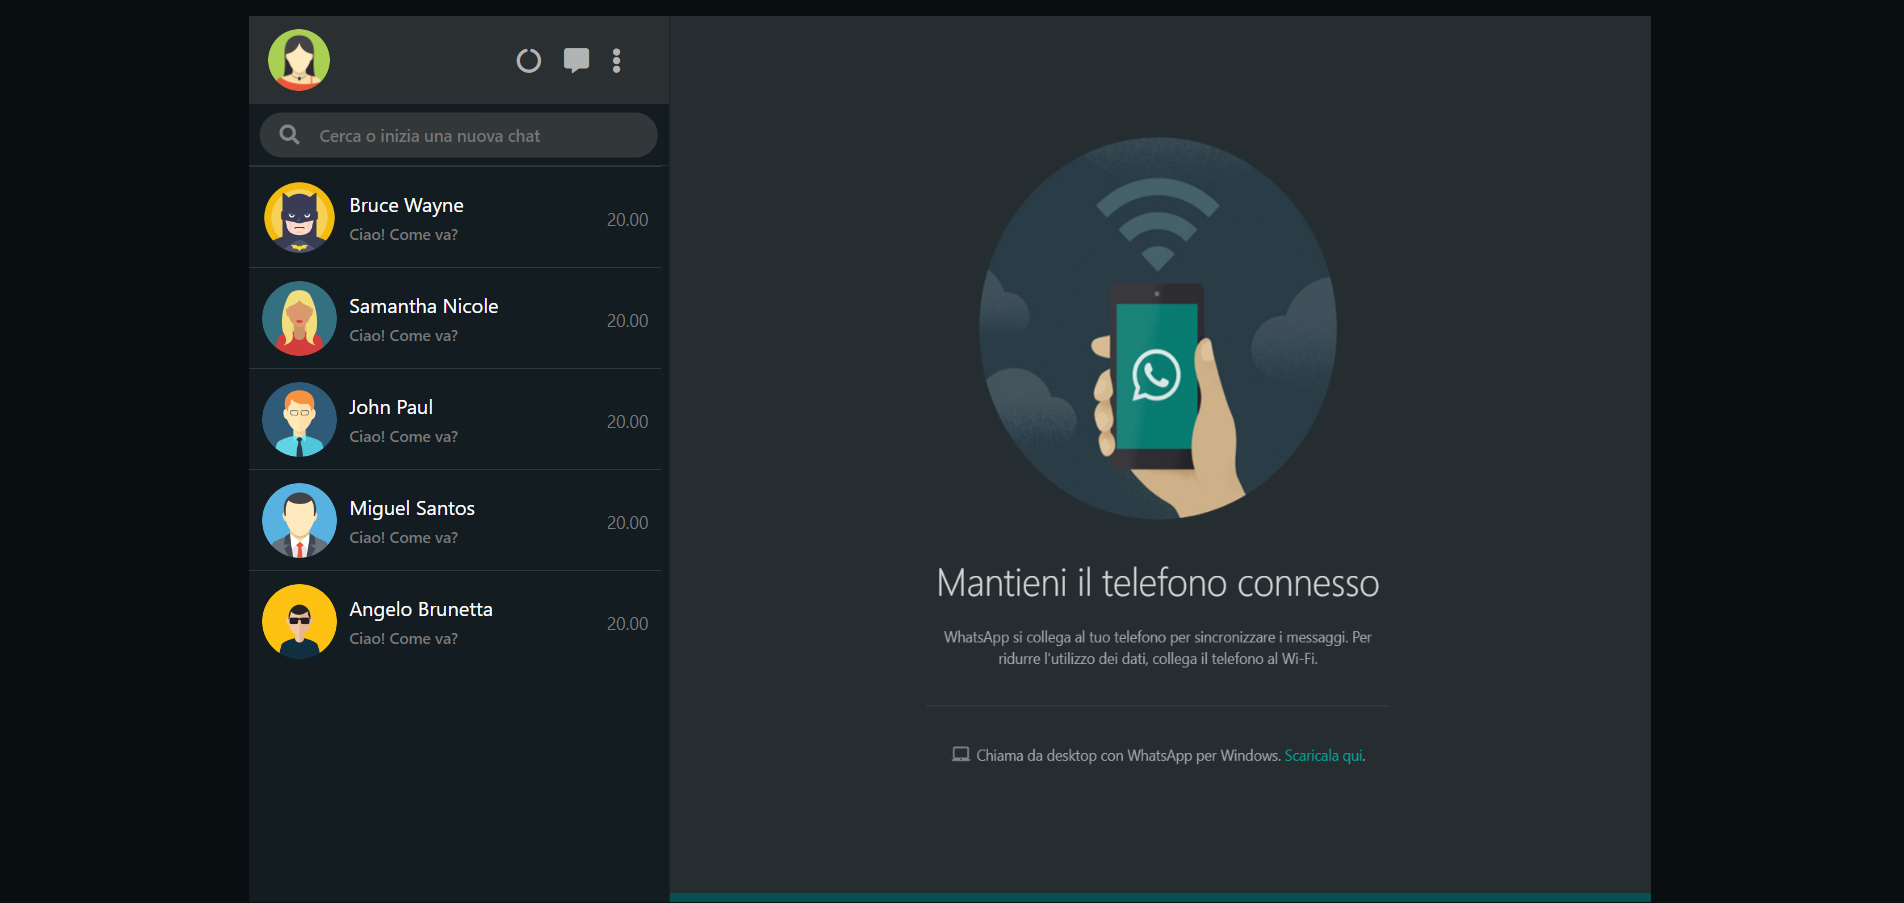 Cerca o inizia una nuova chat
Bruce Wayne
20.00
Ciao! Come va?
Samantha Nicole
20.00
Ciao! Come va?
John Paul
20.00
Ciao! Come va?
Miguel Santos
20.00
Ciao! Come va?
Angelo Brunetta
20.00
Ciao! Come va?
Mantieni il telefono connesso
WhatsApp si collega al tuo telefono per sincronizzare i messaggi. Per
ridurre l'utilizzo dei dati, collega il telefono al Wi-Fi.
Chiama da desktop con WhatsApp per Windows. Scaricala qui.